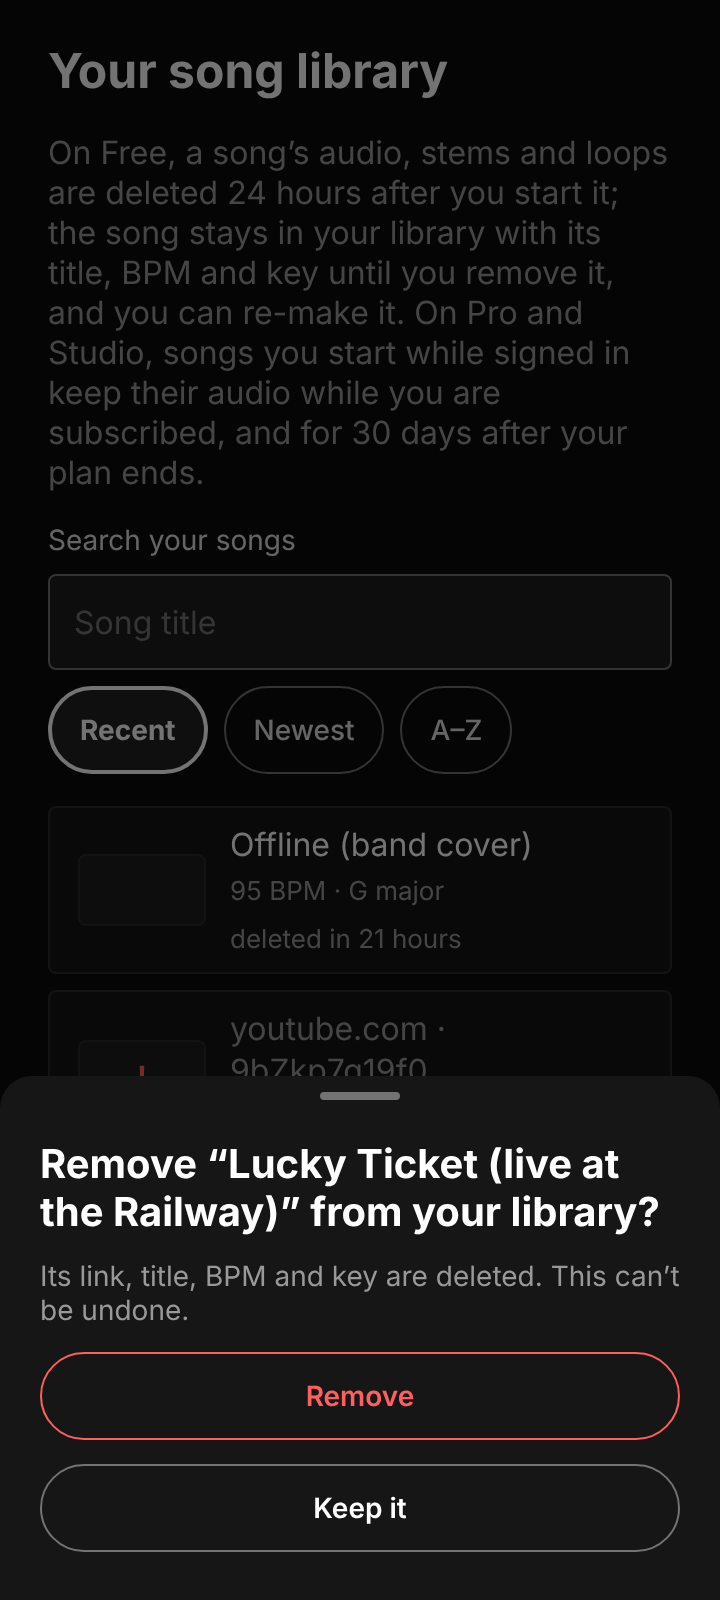 Your song library
On Free, a song’s audio, stems and loops
are deleted 24 hours after you start it;
the song stays in your library with its
title, BPM and key until you remove it,
and you can re-make it. On Pro and
Studio, songs you start while signed in
keep their audio while you are
subscribed, and for 30 days after your
plan ends.
Search your songs
Song title
Recent
Newest
A–Z
Offline (band cover)
95 BPM · G major
deleted in 21 hours
youtube.com ·
9bZkp7q19f0
Remove “Lucky Ticket (live at
the Railway)” from your library?
Its link, title, BPM and key are deleted. This can’t
be undone.
Remove
Keep it